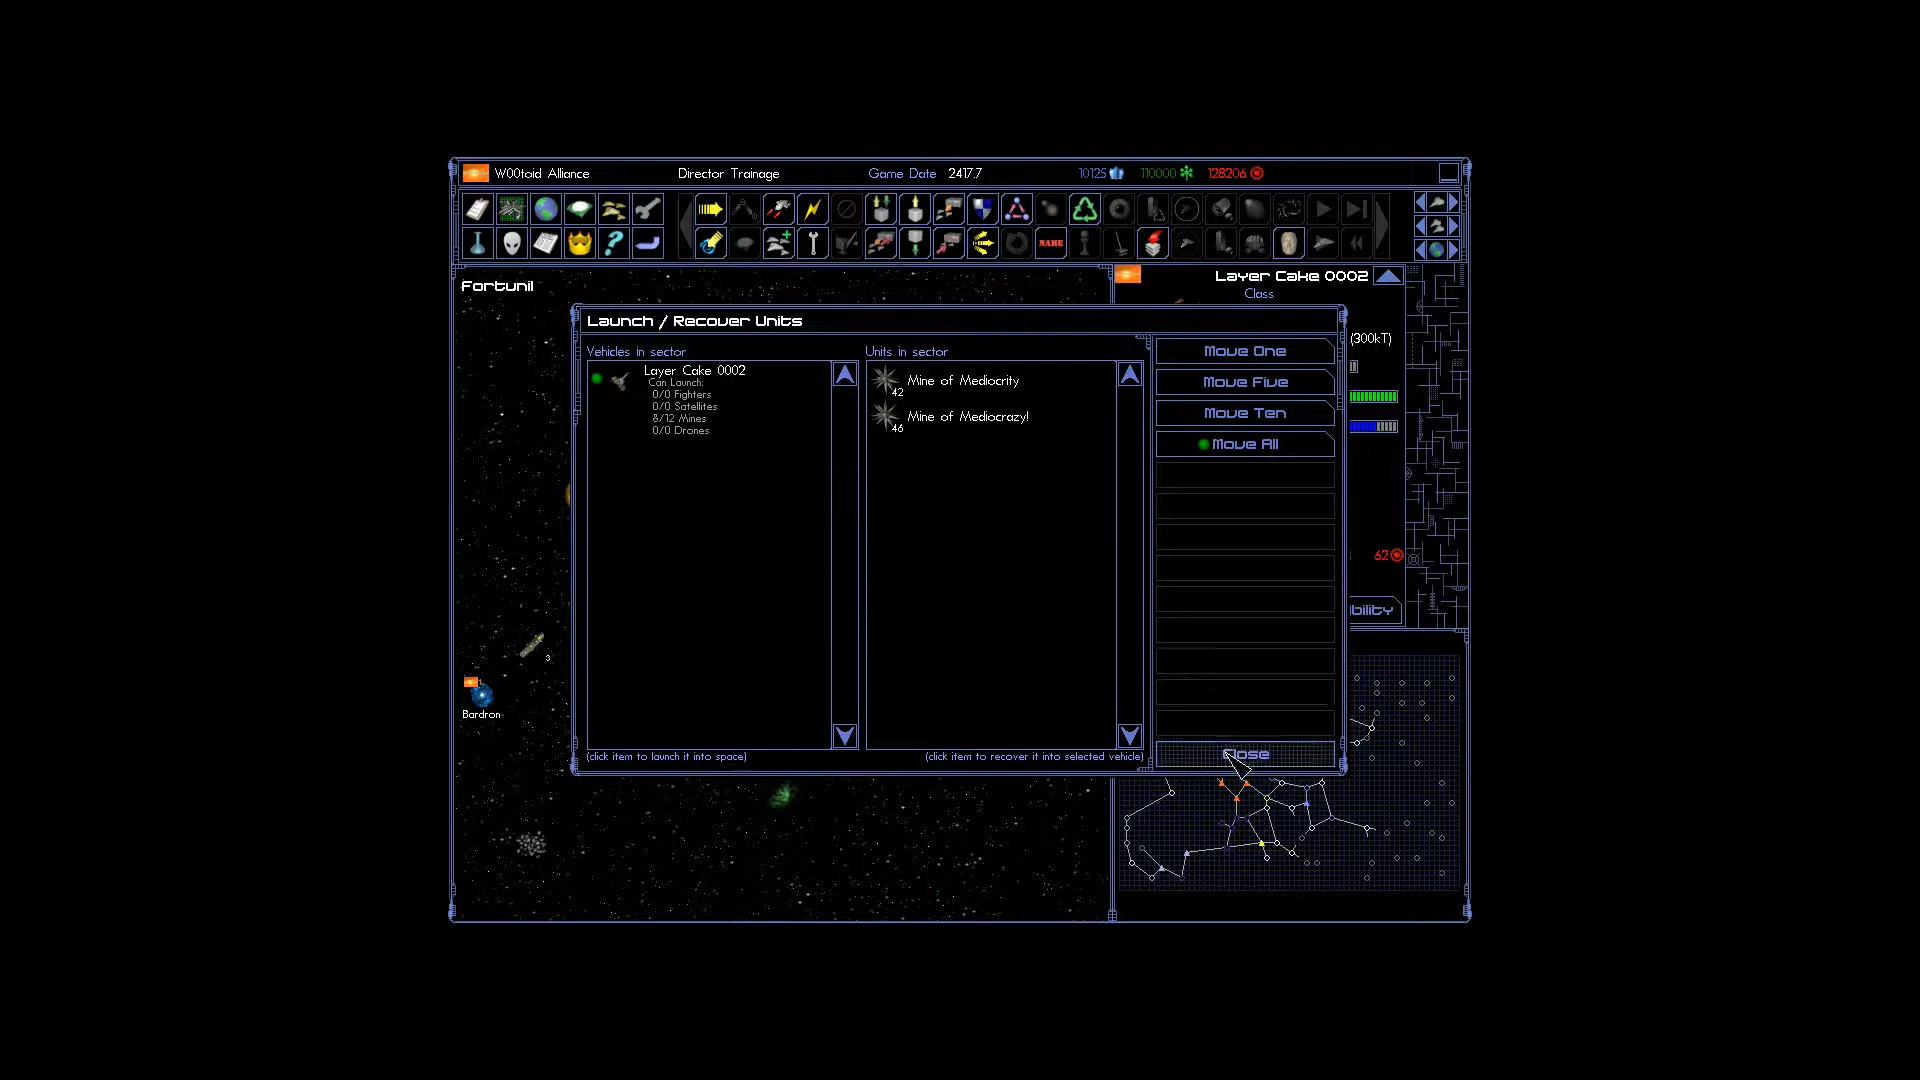 W00toid Alliance Director Trainage Game Date 2417.7 10125 110000 128206
NAME
Fortunil
Layer Cake 0002
Class
Launch / Recover Units
(300kT)
Vehicles in sector
Units in sector
Move One
Layer Cake 0002
Can Launch:
0/0 Fighters
0/0 Satellites
8/12 Mines
0/0 Drones
Mine of Mediocrity
42
Mine of Mediocrazy!
46
Move Five
Move Ten
Move All
62
bility
3
1
Bardron
(click item to launch it into space)
(click item to recover it into selected vehicle)
Close